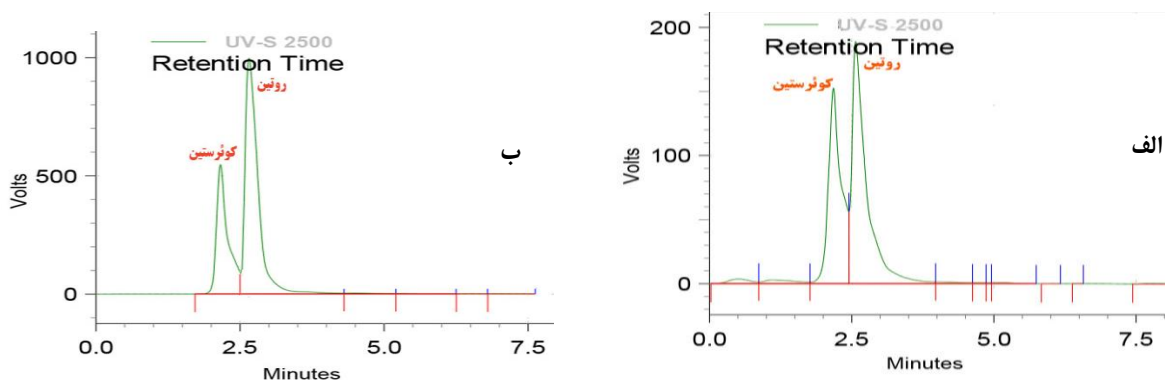 UV-S 2500
Retention Time
روتین
کوئرستین
ب
1000
500
0
Volts
0.0 2.5 5.0 7.5
Minutes
UV-S 2500
Retention Time
روتین
کوئرستین
الف
200
100
0
Volts
0.0 2.5 5.0 7.5
Minutes